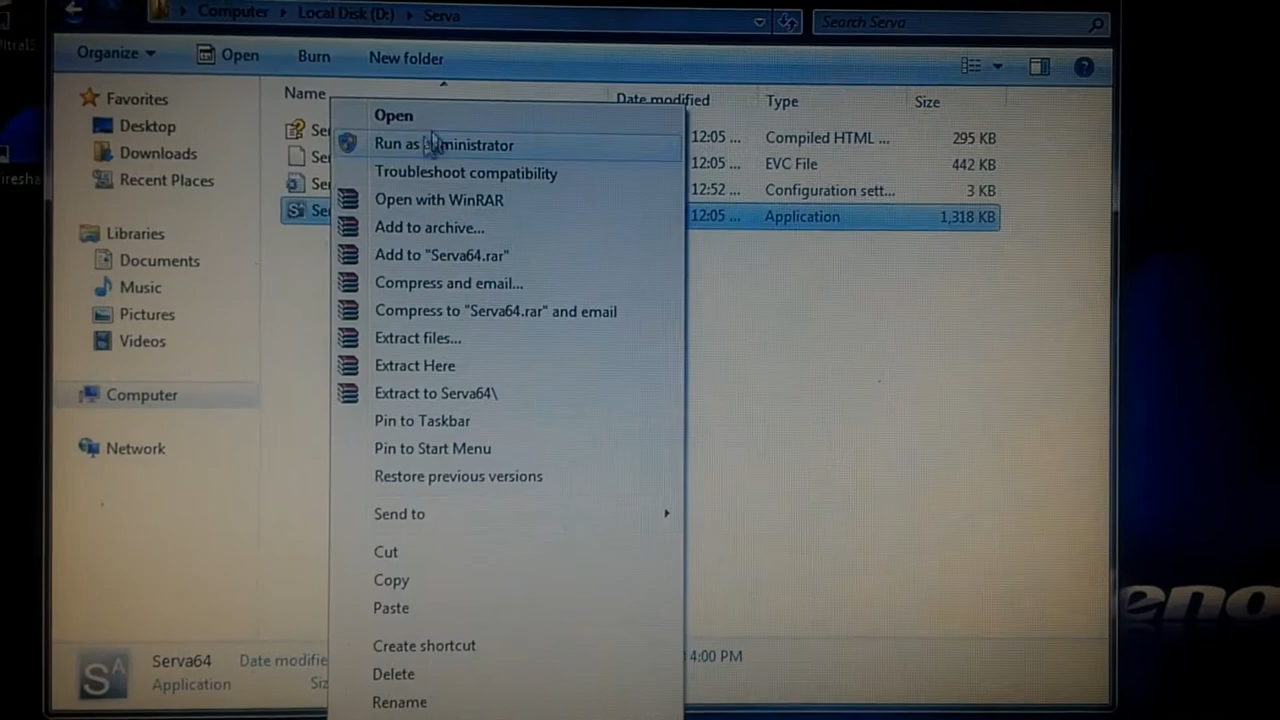 Computer Local Disk (D:) Serva Search Serva
Organize Open Burn New folder
Favorites
Desktop
Downloads
Recent Places
Libraries
Documents
Music
Pictures
Videos
Computer
Network
Name Date modified Type Size
12:05 ... Compiled HTML ... 295 KB
12:05 ... EVC File 442 KB
12:52 ... Configuration sett... 3 KB
12:05 ... Application 1,318 KB
Open
Run as administrator
Troubleshoot compatibility
Open with WinRAR
Add to archive...
Add to "Serva64.rar"
Compress and email...
Compress to "Serva64.rar" and email
Extract files...
Extract Here
Extract to Serva64\
Pin to Taskbar
Pin to Start Menu
Restore previous versions
Send to
Cut
Copy
Paste
Create shortcut
Delete
Rename
Serva64 Date modifie 4:00 PM
Application Siz
SA
eno